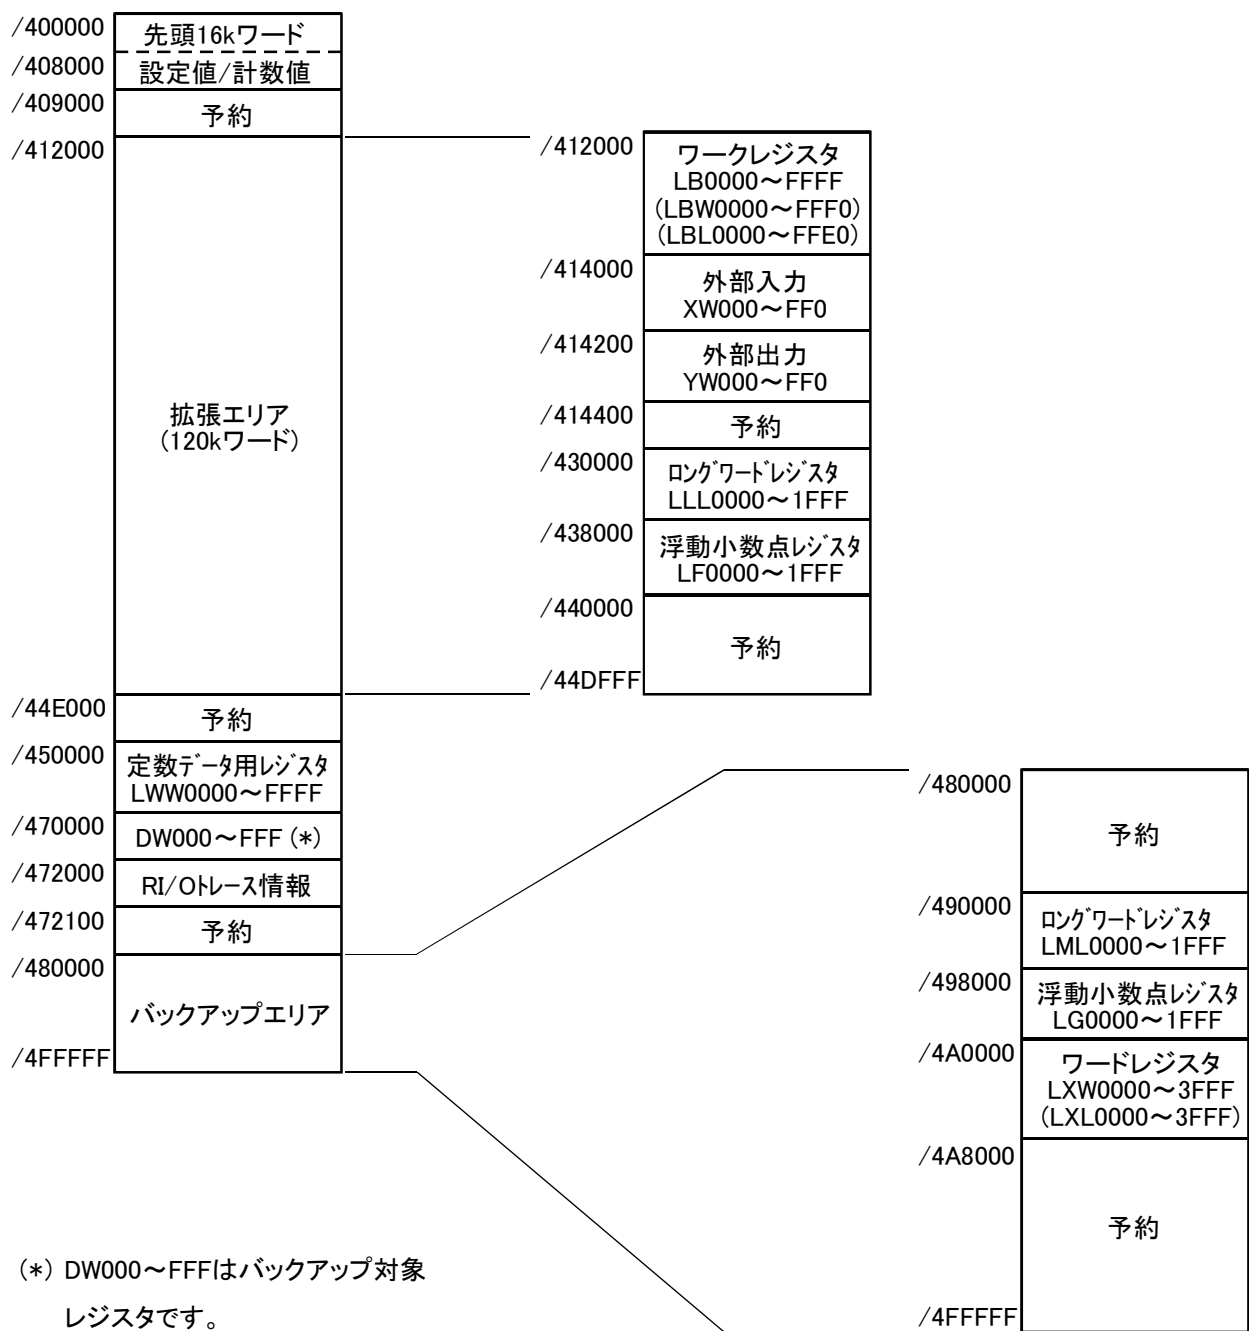 /400000
先頭16kワード
/408000
設定値/計数値
/409000
予約
/412000
拡張エリア
(120kワード)
/44E000
予約
/450000
定数ﾃﾞｰﾀ用ﾚｼﾞｽﾀ
LWW0000～FFFF
/470000
DW000～FFF (*)
/472000
RI/Oﾄﾚｰｽ情報
/472100
予約
/480000
バックアップエリア
/4FFFFF
/412000
ワークレジスタ
LB0000～FFFF
(LBW0000～FFF0)
(LBL0000～FFE0)
/414000
外部入力
XW000～FF0
/414200
外部出力
YW000～FF0
/414400
予約
/430000
ﾛﾝｸﾞﾜｰﾄﾞﾚｼﾞｽﾀ
LLL0000～1FFF
/438000
浮動小数点ﾚｼﾞｽﾀ
LF0000～1FFF
/440000
予約
/44DFFF
/480000
予約
/490000
ﾛﾝｸﾞﾜｰﾄﾞﾚｼﾞｽﾀ
LML0000～1FFF
/498000
浮動小数点ﾚｼﾞｽﾀ
LG0000～1FFF
/4A0000
ワードレジスタ
LXW0000～3FFF
(LXL0000～3FFF)
/4A8000
予約
/4FFFFF
(*) DW000～FFFはバックアップ対象
レジスタです。